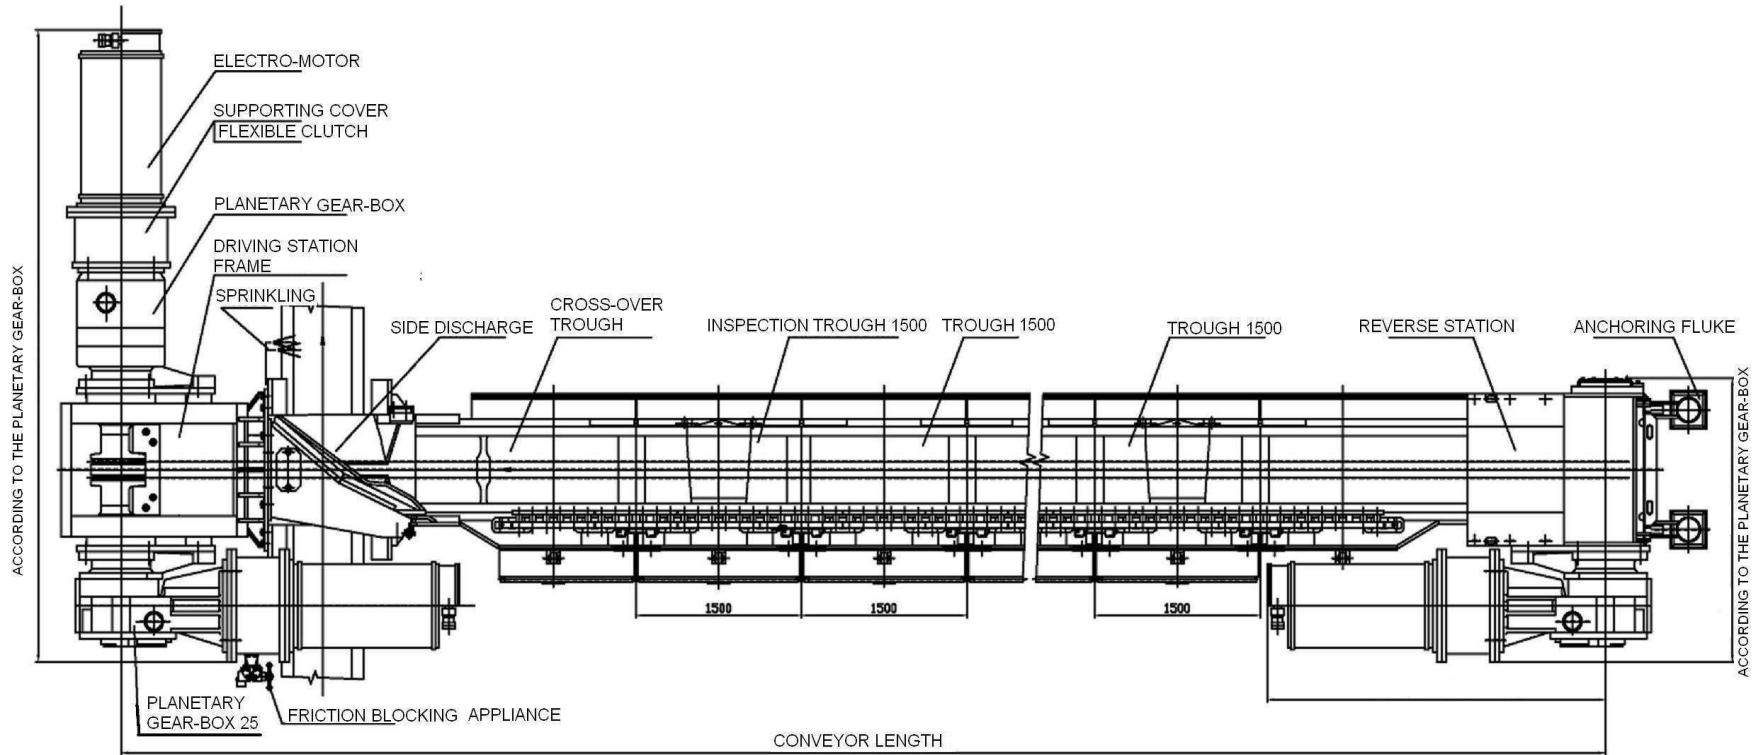 ELECTRO-MOTOR
SUPPORTING COVER
FLEXIBLE CLUTCH
PLANETARY GEAR-BOX
DRIVING STATION
FRAME
SPRINKLING
SIDE DISCHARGE
CROSS-OVER
TROUGH
INSPECTION TROUGH 1500
TROUGH 1500
TROUGH 1500
REVERSE STATION
ANCHORING FLUKE
ACCORDING TO THE PLANETARY GEAR-BOX
ACCORDING TO THE PLANETARY GEAR-BOX
1500
1500
1500
PLANETARY
GEAR-BOX 25
FRICTION BLOCKING APPLIANCE
CONVEYOR LENGTH